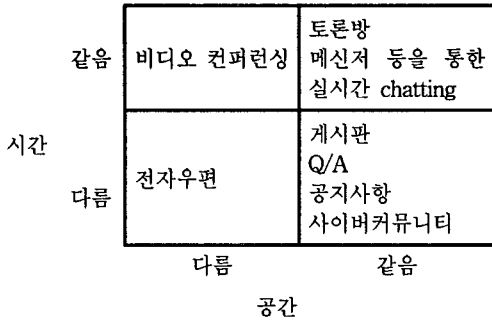 시간
같음
비디오 컨퍼런싱
토론방
메신저 등을 통한
실시간 chatting
다름
전자우편
게시판
Q/A
공지사항
사이버커뮤니티
다름
같음
공간